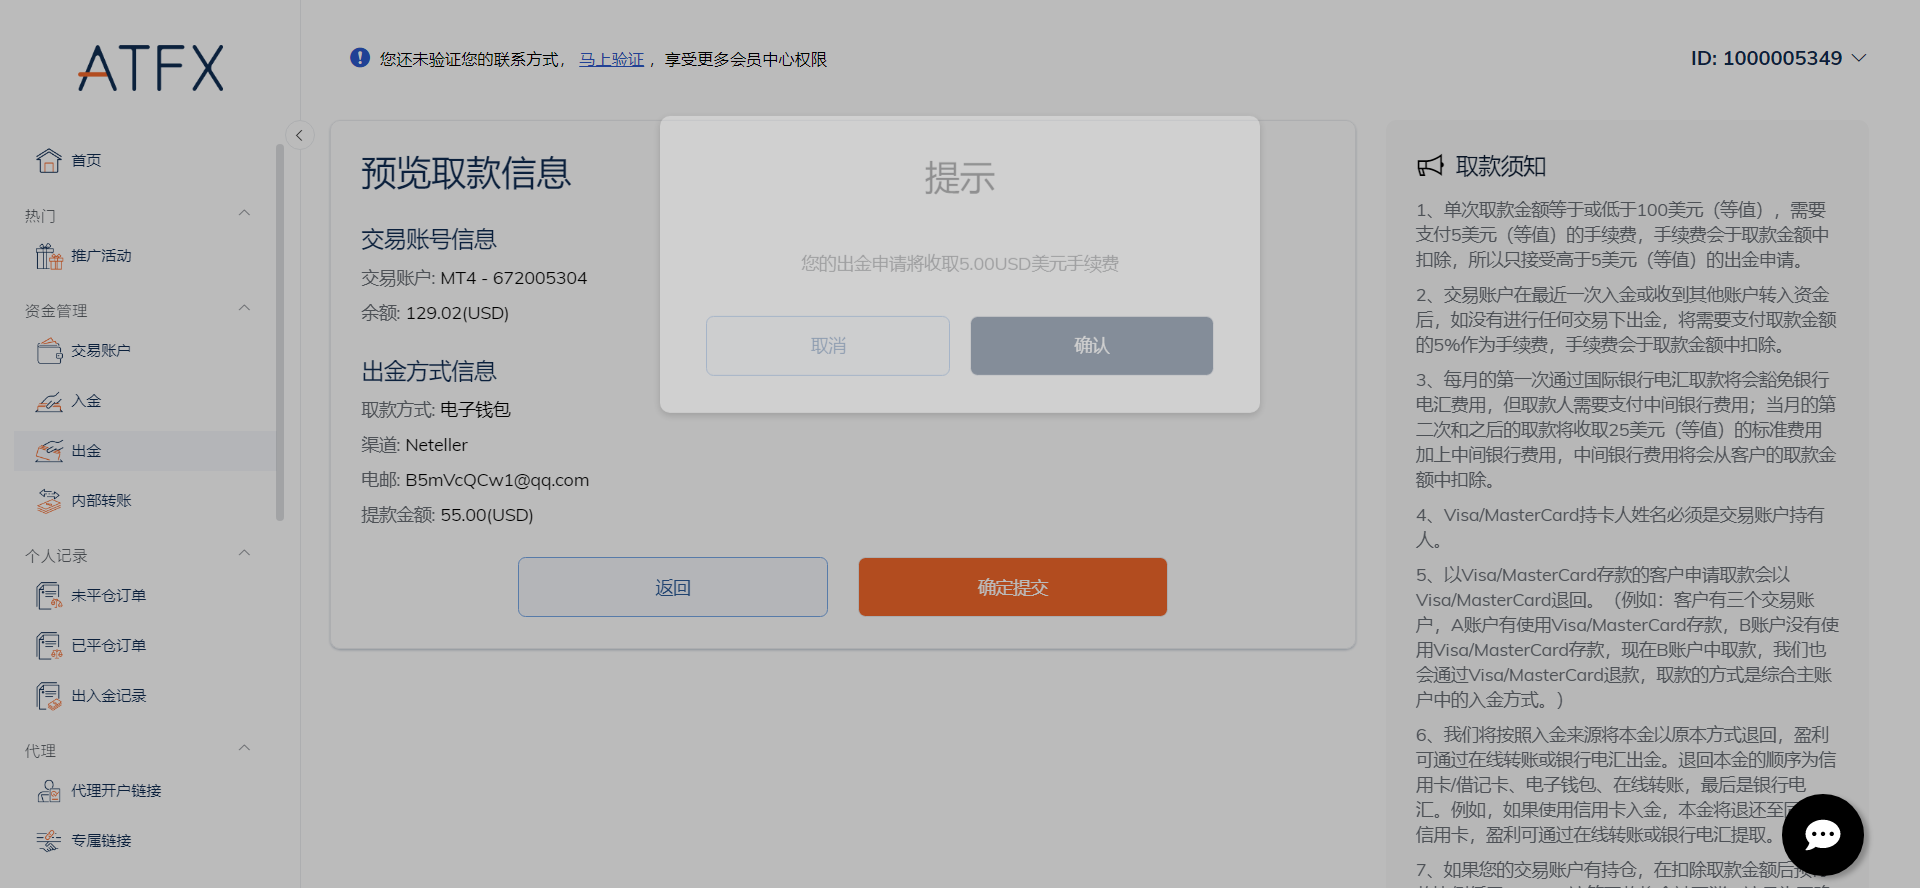 ATFX
首页
热门
推广活动
资金管理
交易账户
入金
出金
内部转账
个人记录
未平仓订单
已平仓订单
出入金记录
代理
代理开户链接
专属链接
您还未验证您的联系方式， 马上验证 ，享受更多会员中心权限
ID: 1000005349
预览取款信息
交易账号信息
交易账户: MT4 - 672005304
余额: 129.02(USD)
出金方式信息
取款方式: 电子钱包
渠道: Neteller
电邮: B5mVcQCw1@qq.com
提款金额: 55.00(USD)
返回
确定提交
提示
您的出金申请將收取5.00USD美元手续费
取消
确认
取款须知
1、单次取款金额等于或低于100美元（等值），需要
支付5美元（等值）的手续费，手续费会于取款金额中
扣除，所以只接受高于5美元（等值）的出金申请。
2、交易账户在最近一次入金或收到其他账户转入资金
后，如没有进行任何交易下出金，将需要支付取款金额
的5%作为手续费，手续费会于取款金额中扣除。
3、每月的第一次通过国际银行电汇取款将会豁免银行
电汇费用，但取款人需要支付中间银行费用；当月的第
二次和之后的取款将收取25美元（等值）的标准费用
加上中间银行费用，中间银行费用将会从客户的取款金
额中扣除。
4、Visa/MasterCard持卡人姓名必须是交易账户持有
人。
5、以Visa/MasterCard存款的客户申请取款会以
Visa/MasterCard退回。（例如：客户有三个交易账
户，A账户有使用Visa/MasterCard存款，B账户没有使
用Visa/MasterCard存款，现在B账户中取款，我们也
会通过Visa/MasterCard退款，取款的方式是综合主账
户中的入金方式。）
6、我们将按照入金来源将本金以原本方式退回，盈利
可通过在线转账或银行电汇出金。退回本金的顺序为信
用卡/借记卡、电子钱包、在线转账，最后是银行电
汇。例如，如果使用信用卡入金，本金将退还至
信用卡，盈利可通过在线转账或银行电汇提取。
7、如果您的交易账户有持仓，在扣除取款金额后